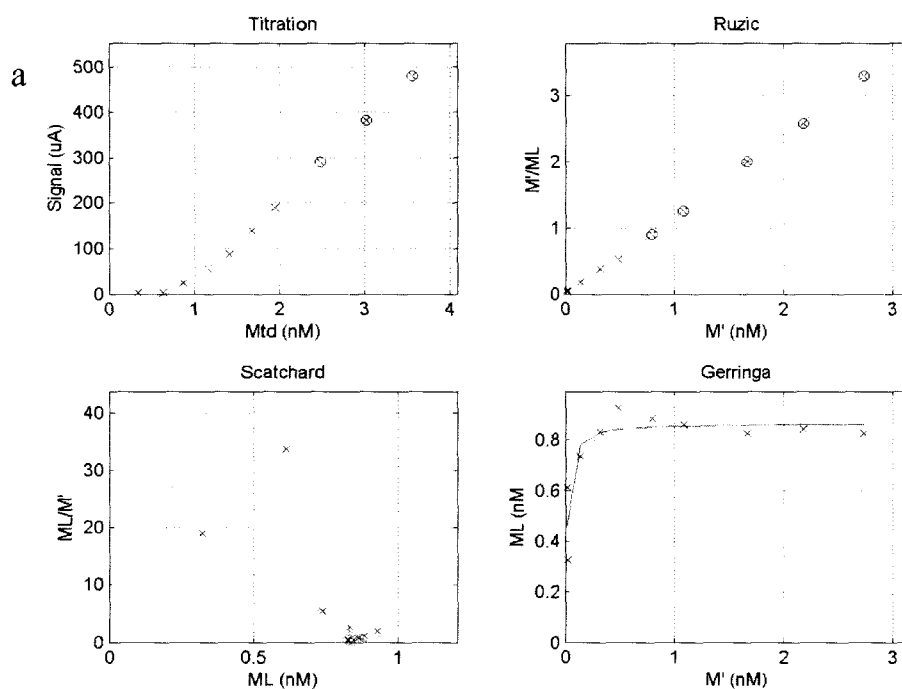 a
Titration
Signal (uA)
500
400
300
200
100
0
1
2
3
4
Mtd (nM)
Ruzic
M'/ML
3
2
1
0
0
1
2
3
M' (nM)
Scatchard
ML/M'
40
30
20
10
0
0
0.5
1
ML (nM)
Gerringa
ML (nM
0.8
0.6
0.4
0.2
0
0
1
2
3
M' (nM)